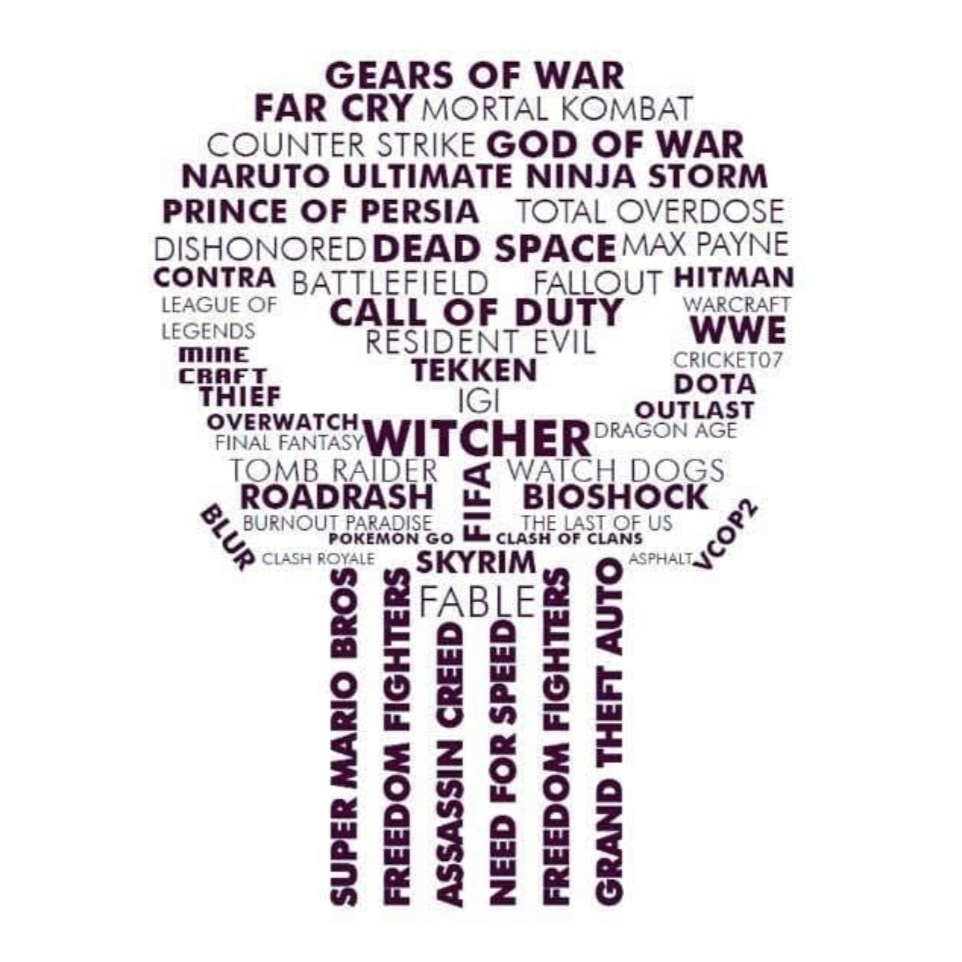 GEARS OF WAR
FAR CRY MORTAL KOMBAT
COUNTER STRIKE GOD OF WAR
NARUTO ULTIMATE NINJA STORM
PRINCE OF PERSIA TOTAL OVERDOSE
DISHONORED DEAD SPACE MAX PAYNE
CONTRA BATTLEFIELD FALLOUT HITMAN
LEAGUE OF
LEGENDS
CALL OF DUTY
WARCRAFT
WWE
RESIDENT EVIL
MINE
CRAFT
TEKKEN
CRICKET07
THIEF
IGI
DOTA
OUTLAST
OVERWATCH
FINAL FANTASY
WITCHER
DRAGON AGE
TOMB RAIDER
FIFA
WATCH DOGS
ROADRASH
BIOSHOCK
BLUR
BURNOUT PARADISE
THE LAST OF US
VCOP2
POKEMON GO
CLASH OF CLANS
CLASH ROYALE
SKYRIM
ASPHALT
FABLE
SUPER MARIO BROS
FREEDOM FIGHTERS
ASSASSIN CREED
NEED FOR SPEED
FREEDOM FIGHTERS
GRAND THEFT AUTO